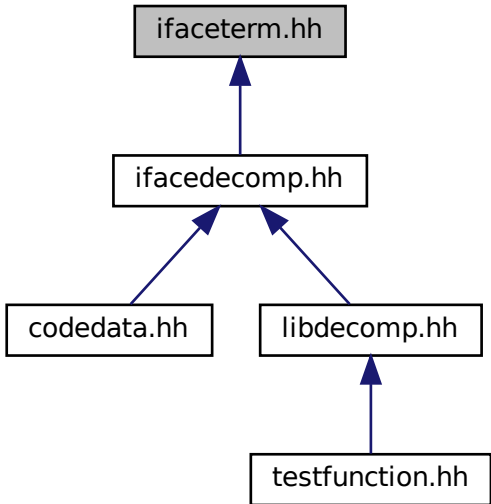 ifaceterm.hh
ifacedecomp.hh
codedata.hh
libdecomp.hh
testfunction.hh